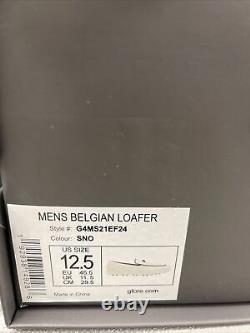 MENS BELGIAN LOAFER
Style #: G4MS21EF24
Colour: SNO
US SIZE
12.5
EU 45.5
UK 11.5
CM 29.5
Made in China
gfore.com